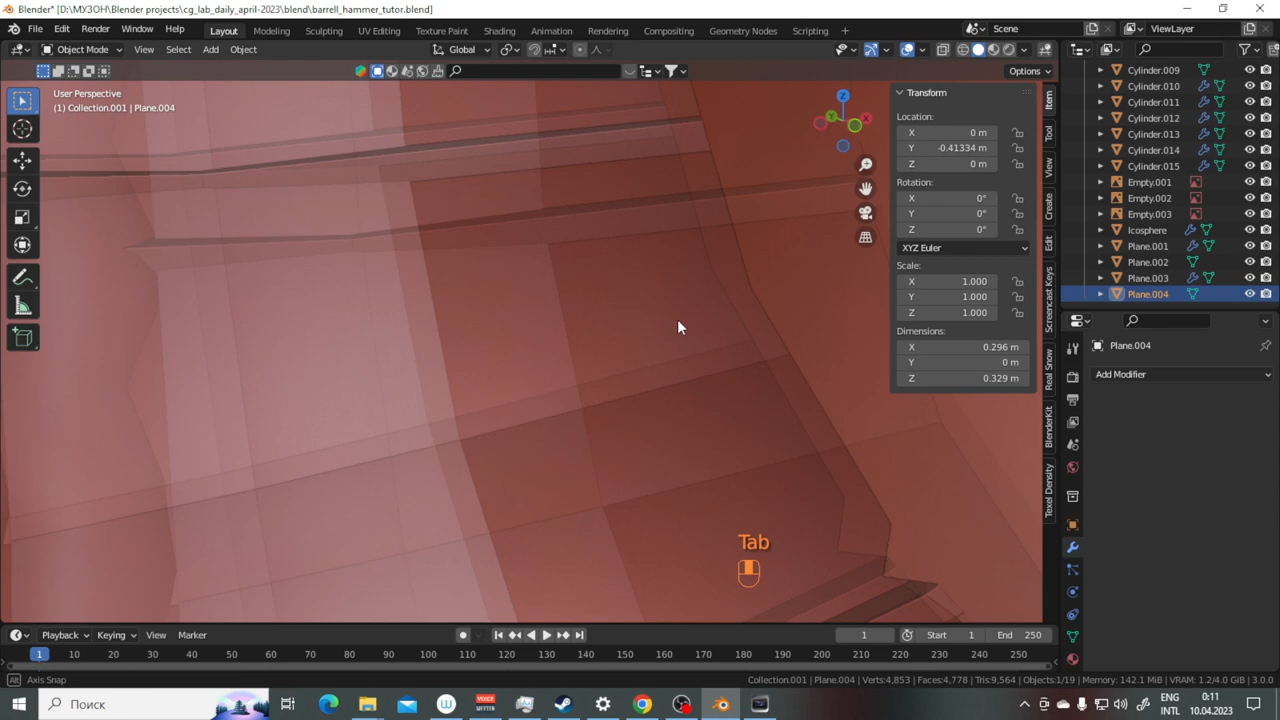 Blender* [D:\МУЗОН\Blender projects\cg_lab_daily_april-2023\blend\barrell_hammer_tutor.blend]
File Edit Render Window Help Layout Modeling Sculpting UV Editing Texture Paint Shading Animation Rendering Compositing Geometry Nodes Scripting + Scene ViewLayer
Object Mode View Select Add Object Global
Options
User Perspective
(1) Collection.001 | Plane.004
Transform
Location:
X 0 m
Y -0.41334 m
Z 0 m
Rotation:
X 0°
Y 0°
Z 0°
XYZ Euler
Scale:
X 1.000
Y 1.000
Z 1.000
Dimensions:
X 0.296 m
Y 0 m
Z 0.329 m
Item
Tool
View
Create
Edit
Screencast Keys
Real Snow
BlenderKit
Texel Density
Z
Y
X
Cylinder.009
Cylinder.010
Cylinder.011
Cylinder.012
Cylinder.013
Cylinder.014
Cylinder.015
Empty.001
Empty.002
Empty.003
Icosphere
Plane.001
Plane.002
Plane.003
Plane.004
Plane.004
Add Modifier
Tab
Playback Keying View Marker 1 Start 1 End 250
1 10 20 30 40 50 60 70 80 90 100 110 120 130 140 150 160 170 180 190 200 210 220 230 240 250
Alt Axis Snap Collection.001 | Plane.004 | Verts:4,853 | Faces:4,778 | Tris:9,564 | Objects:1/19 | Memory: 142.1 MiB | VRAM: 1.2/4.0 GiB | 3.0.0
Поиск
ENG
INTL
0:11
10.04.2023